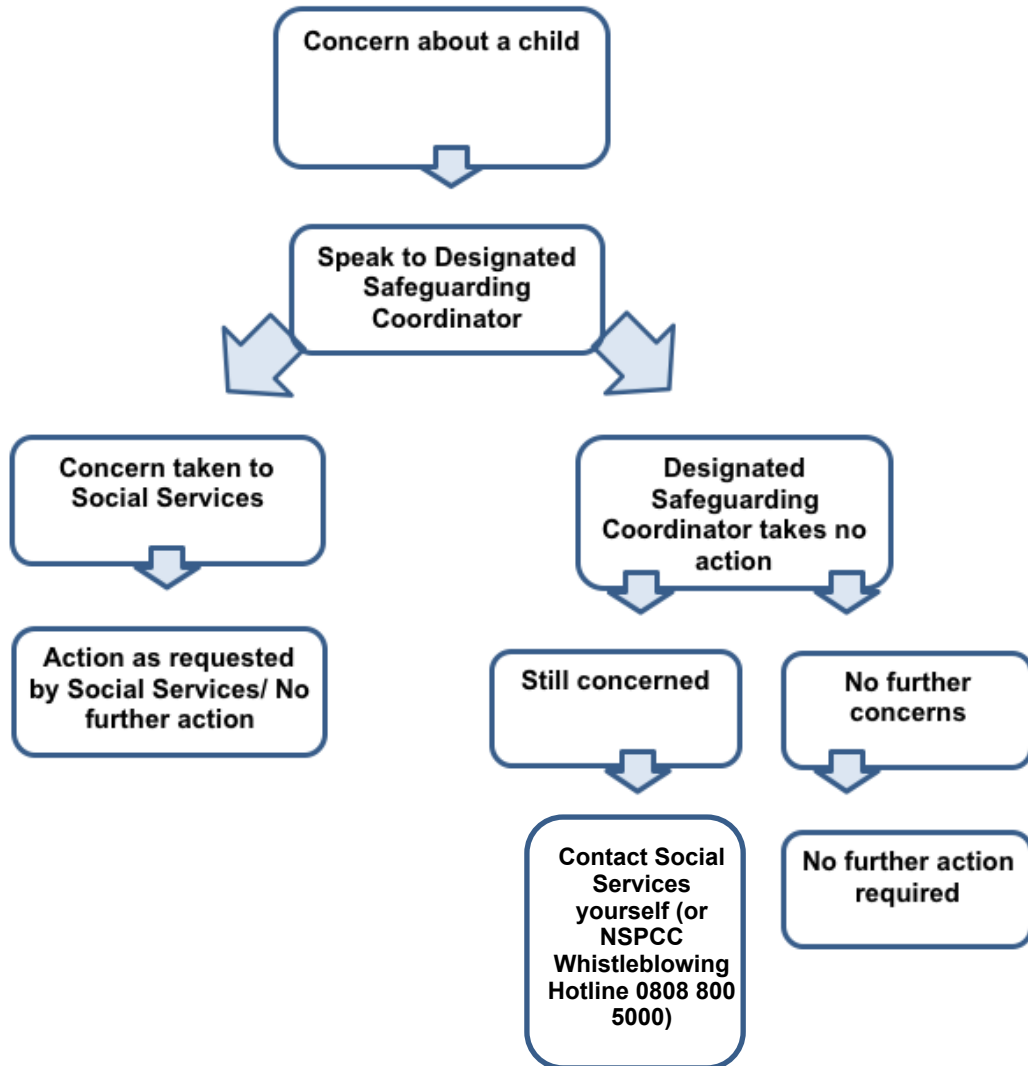 Concern about a child
Speak to Designated
Safeguarding
Coordinator
Concern taken to
Social Services
Designated
Safeguarding
Coordinator takes no
action
Action as requested
by Social Services/ No
further action
Still concerned
No further
concerns
Contact Social
Services
yourself (or
NSPCC
Whistleblowing
Hotline 0808 800
5000)
No further action
required